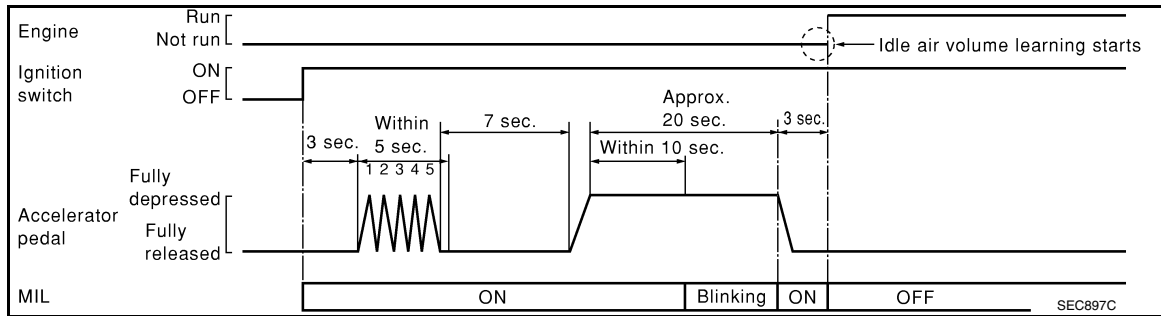 Engine
Run
Not run
Idle air volume learning starts
Ignition
switch
ON
OFF
3 sec.
Within
5 sec.
7 sec.
Approx.
20 sec.
3 sec.
Within 10 sec.
1 2 3 4 5
Accelerator
pedal
Fully
depressed
Fully
released
MIL
ON
Blinking
ON
OFF
SEC897C